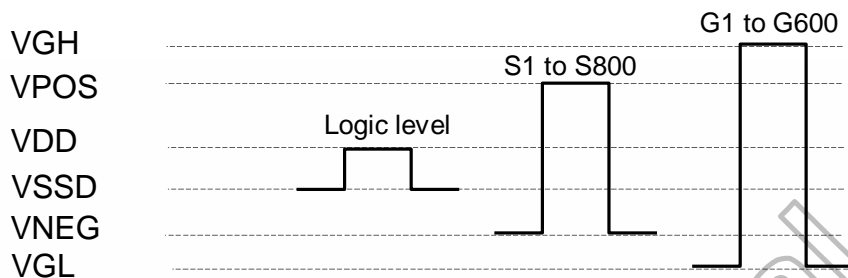 G1 to G600
VGH
S1 to S800
VPOS
Logic level
VDD
VSSD
VNEG
VGL